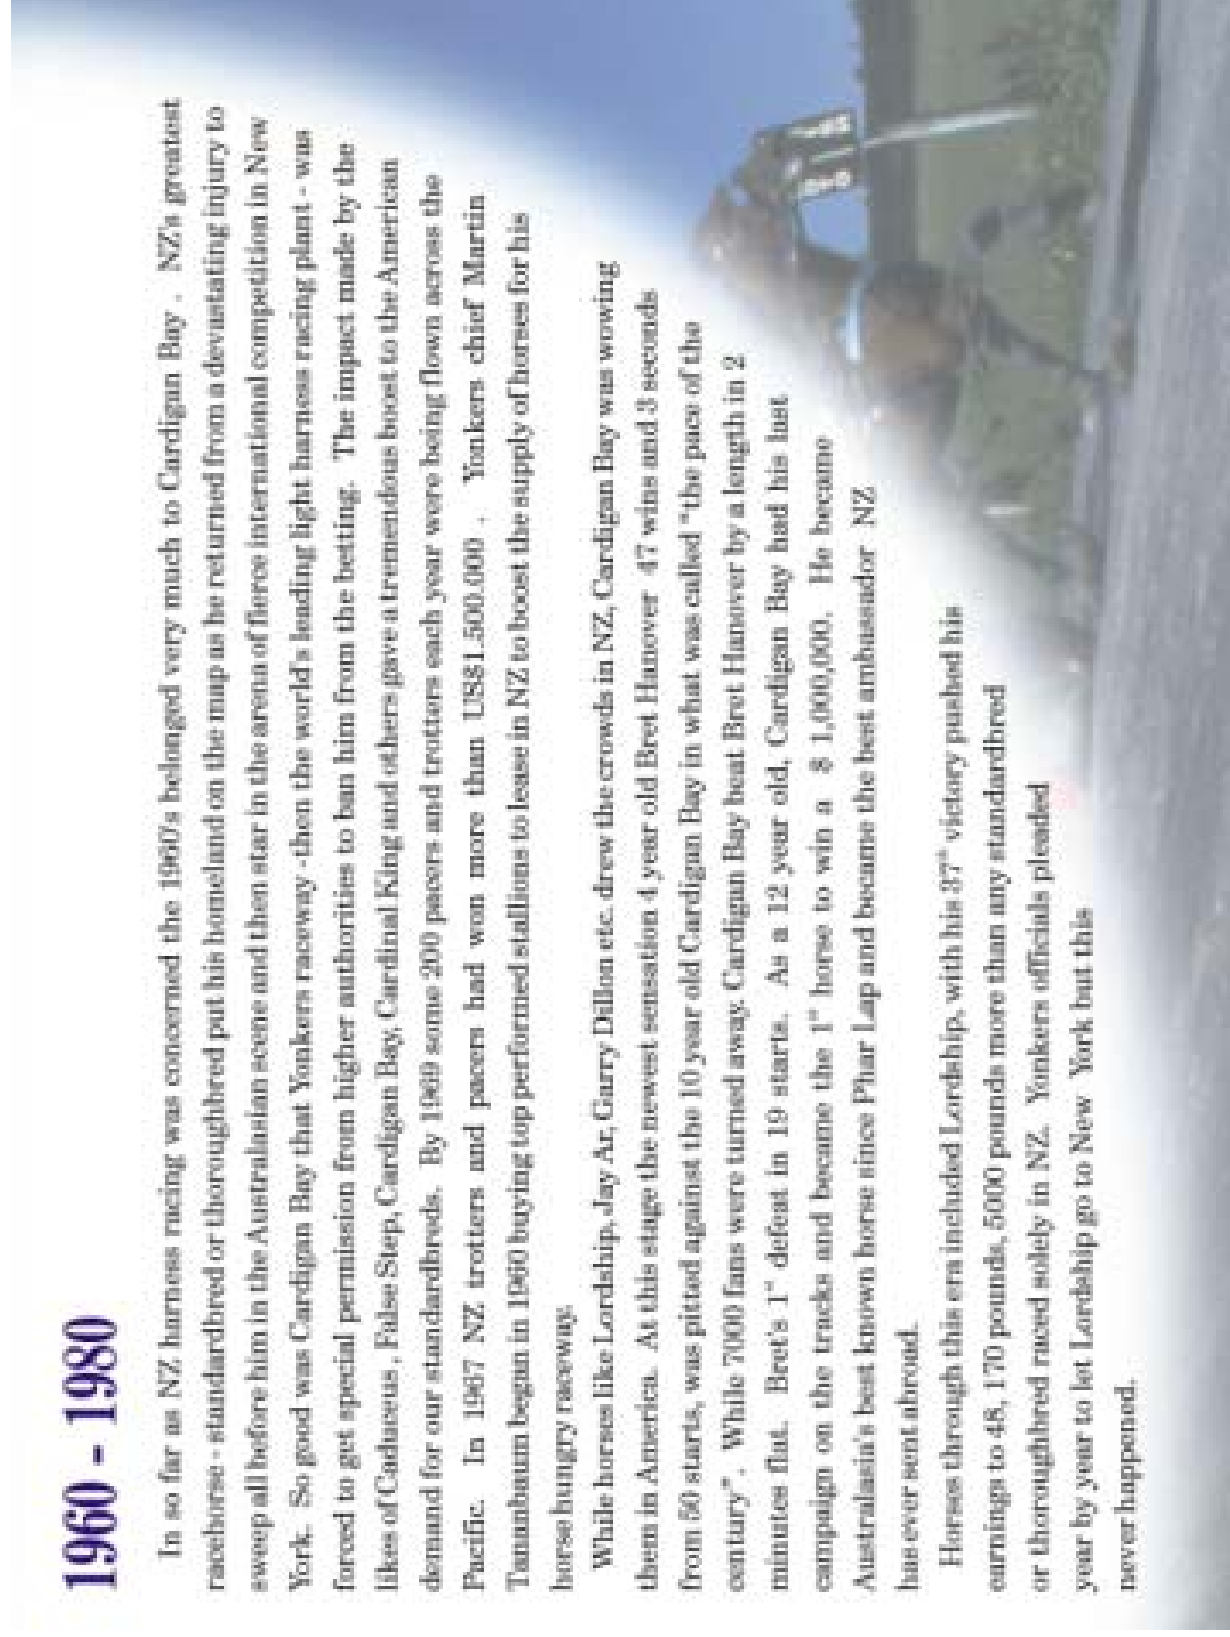 1960 - 1980
In so far as NZ harness racing was concerned the 1960's belonged very much to Cardigan Bay . NZ's greatest
racehorse - standardbred or thoroughbred put his homeland on the map as he returned from a devastating injury to
sweep all before him in the Australasian scene and then star in the arena of fierce international competition in New
York. So good was Cardigan Bay that Yonkers raceway -then the world's leading light harness racing plant - was
forced to get special permission from higher authorities to ban him from the betting. The impact made by the
likes of Caduceus , False Step, Cardigan Bay, Cardinal King and others gave a tremendous boost to the American
demand for our standardbreds. By 1969 some 200 pacers and trotters each year were being flown across the
Pacific. In 1967 NZ trotters and pacers had won more than US$1.500.000 . Yonkers chief Martin
Tananbaum began in 1960 buying top performed stallions to lease in NZ to boost the supply of horses for his
horse hungry raceway.
While horses like Lordship, Jay Ar, Garry Dillon etc. drew the crowds in NZ, Cardigan Bay was wowing
them in America. At this stage the newest sensation 4 year old Bret Hanover 47 wins and 3 seconds
from 50 starts, was pitted against the 10 year old Cardigan Bay in what was called "the pace of the
century". While 7000 fans were turned away. Cardigan Bay beat Bret Hanover by a length in 2
minutes flat. Bret's 1st defeat in 19 starts. As a 12 year old, Cardigan Bay had his last
campaign on the tracks and became the 1st horse to win a $ 1,000,000. He became
Australasia's best known horse since Phar Lap and became the best ambassador NZ
has ever sent abroad.
Horses through this era included Lordship, with his 37th victory pushed his
earnings to 48, 170 pounds, 5000 pounds more than any standardbred
or thoroughbred raced solely in NZ. Yonkers officials pleaded
year by year to let Lordship go to New York but this
never happened.